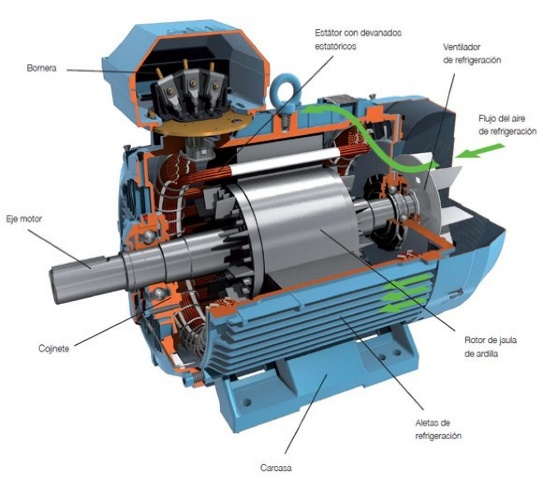 Estátor con devanados
estatóricos
Ventilador
de refrigeración
Bornera
Flujo del aire
de refrigeración
Eje motor
Cojinete
Rotor de jaula
de ardilla
Aletas de
refrigeración
Carcasa